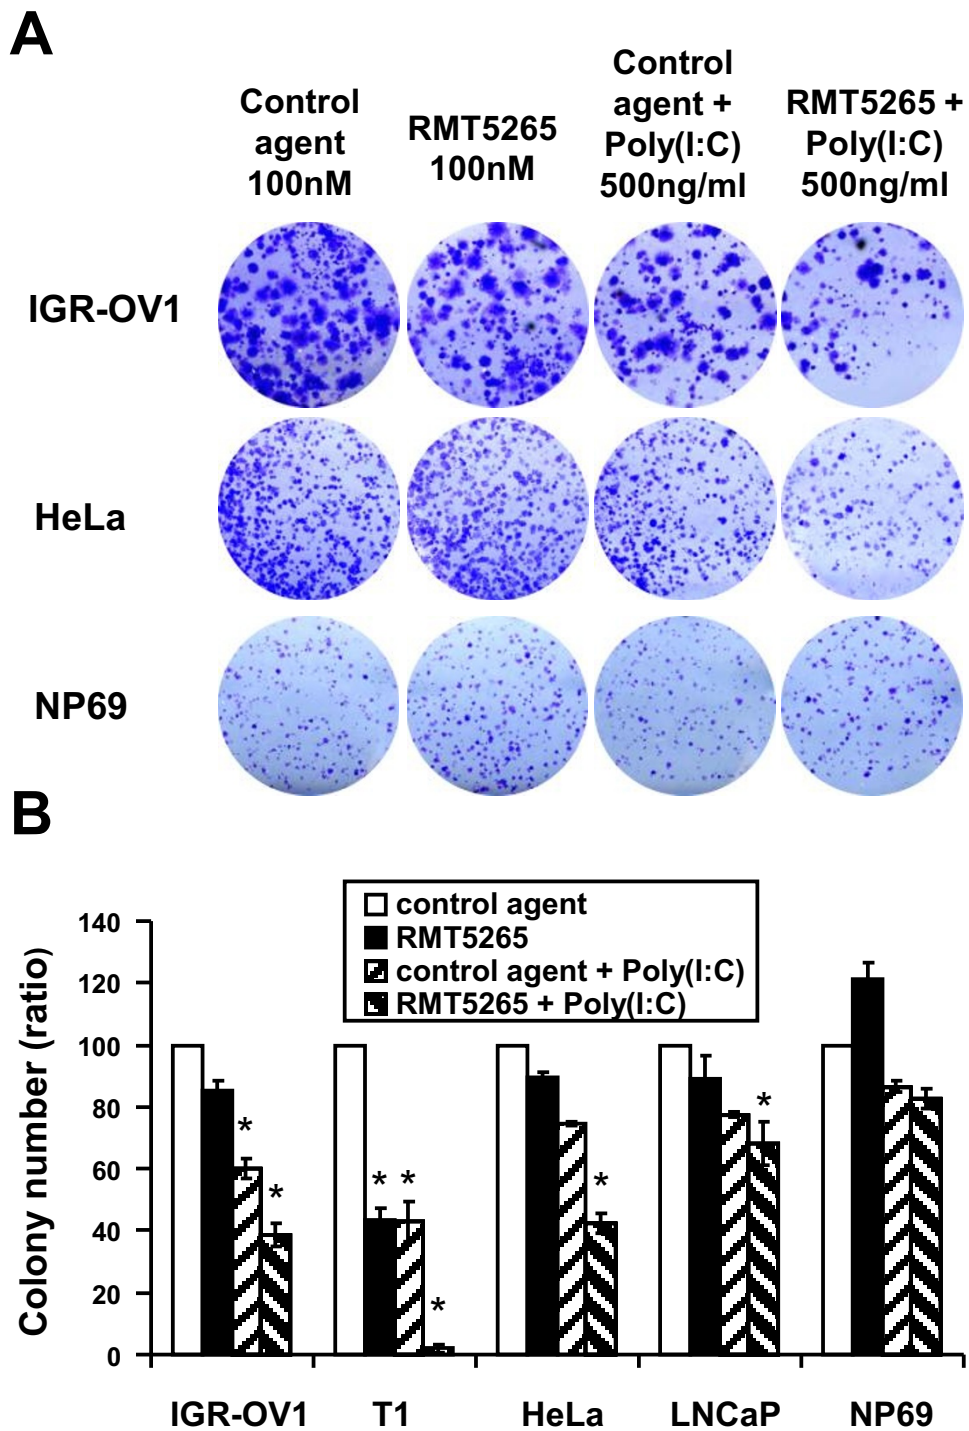 A
Control
agent
100nM
RMT5265
100nM
Control
agent +
Poly(I:C)
500ng/ml
RMT5265 +
Poly(I:C)
500ng/ml
IGR-OV1
HeLa
NP69
B
control agent
RMT5265
control agent + Poly(I:C)
RMT5265 + Poly(I:C)
Colony number (ratio)
140
120
100
80
60
40
20
0
*
*
*
*
*
*
*
IGR-OV1 T1 HeLa LNCaP NP69